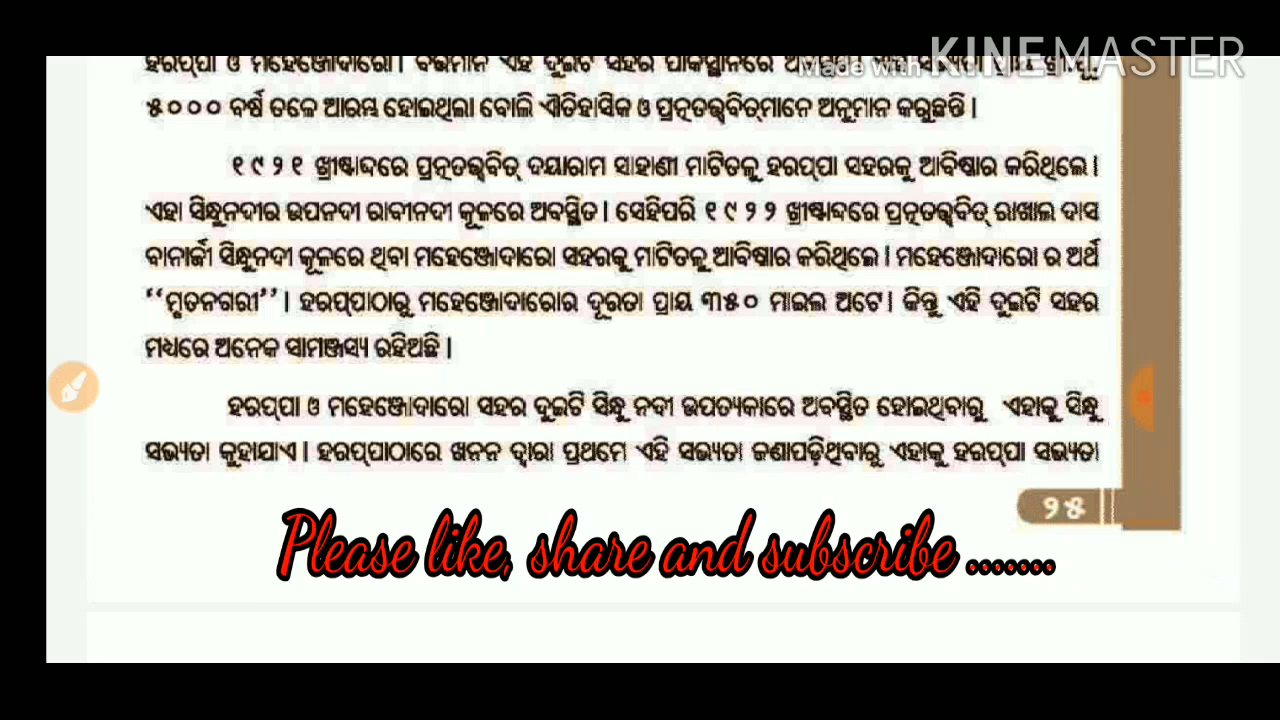 KINEMASTER
Made with
ହରପ୍‌ପା ଓ ମହେଞ୍ଜୋଦାରୋ। ବର୍ତ୍ତମାନ ଏହି ଦୁଇଟି ସହର ପାକିସ୍ଥାନରେ
୫୦୦୦ ବର୍ଷ ତଳେ ଆରମ୍ଭ ହୋଇଥିଲା ବୋଲି ଐତିହାସିକ ଓ ପ୍ରତ୍ନତତ୍ତ୍ୱବିତ୍‌ମାନେ ଅନୁମାନ କରୁଛନ୍ତି।
୧୯୨୧ ଖ୍ରୀଷ୍ଟାବ୍ଦରେ ପ୍ରତ୍ନତତ୍ତ୍ୱବିତ୍ ଦୟାରାମ ସାହାଣୀ ମାଟିତଳୁ ହରପ୍‌ପା ସହରକୁ ଆବିଷ୍କାର କରିଥିଲେ।
ଏହା ସିନ୍ଧୁନଦୀର ଉପନଦୀ ରାବୀନଦୀ କୂଳରେ ଅବସ୍ଥିତ। ସେହିପରି ୧୯୨୨ ଖ୍ରୀଷ୍ଟାବ୍ଦରେ ପ୍ରତ୍ନତତ୍ତ୍ୱବିତ୍ ରାଖାଲ ଦାସ
ବାନାର୍ଜୀ ସିନ୍ଧୁନଦୀ କୂଳରେ ଥିବା ମହେଞ୍ଜୋଦାରୋ ସହରକୁ ମାଟିତଳୁ ଆବିଷ୍କାର କରିଥିଲେ। ମହେଞ୍ଜୋଦାରୋ ର ଅର୍ଥ
‘‘ମୃତନଗରୀ’’। ହରପ୍‌ପାଠାରୁ ମହେଞ୍ଜୋଦାରୋର ଦୂରତା ପ୍ରାୟ ୩୫୦ ମାଇଲ ଅଟେ। କିନ୍ତୁ ଏହି ଦୁଇଟି ସହର
ମଧ୍ୟରେ ଅନେକ ସାମଞ୍ଜସ୍ୟ ରହିଅଛି।
ହରପ୍‌ପା ଓ ମହେଞ୍ଜୋଦାରୋ ସହର ଦୁଇଟି ସିନ୍ଧୁ ନଦୀ ଉପତ୍ୟକାରେ ଅବସ୍ଥିତ ହୋଇଥିବାରୁ ଏହାକୁ ସିନ୍ଧୁ
ସଭ୍ୟତା କୁହାଯାଏ। ହରପ୍‌ପାଠାରେ ଖନନ ଦ୍ୱାରା ପ୍ରଥମେ ଏହି ସଭ୍ୟତା ଜଣାପଡ଼ିଥିବାରୁ ଏହାକୁ ହରପ୍‌ପା ସଭ୍ୟତା
୨୫
Please like, share and subscribe .......